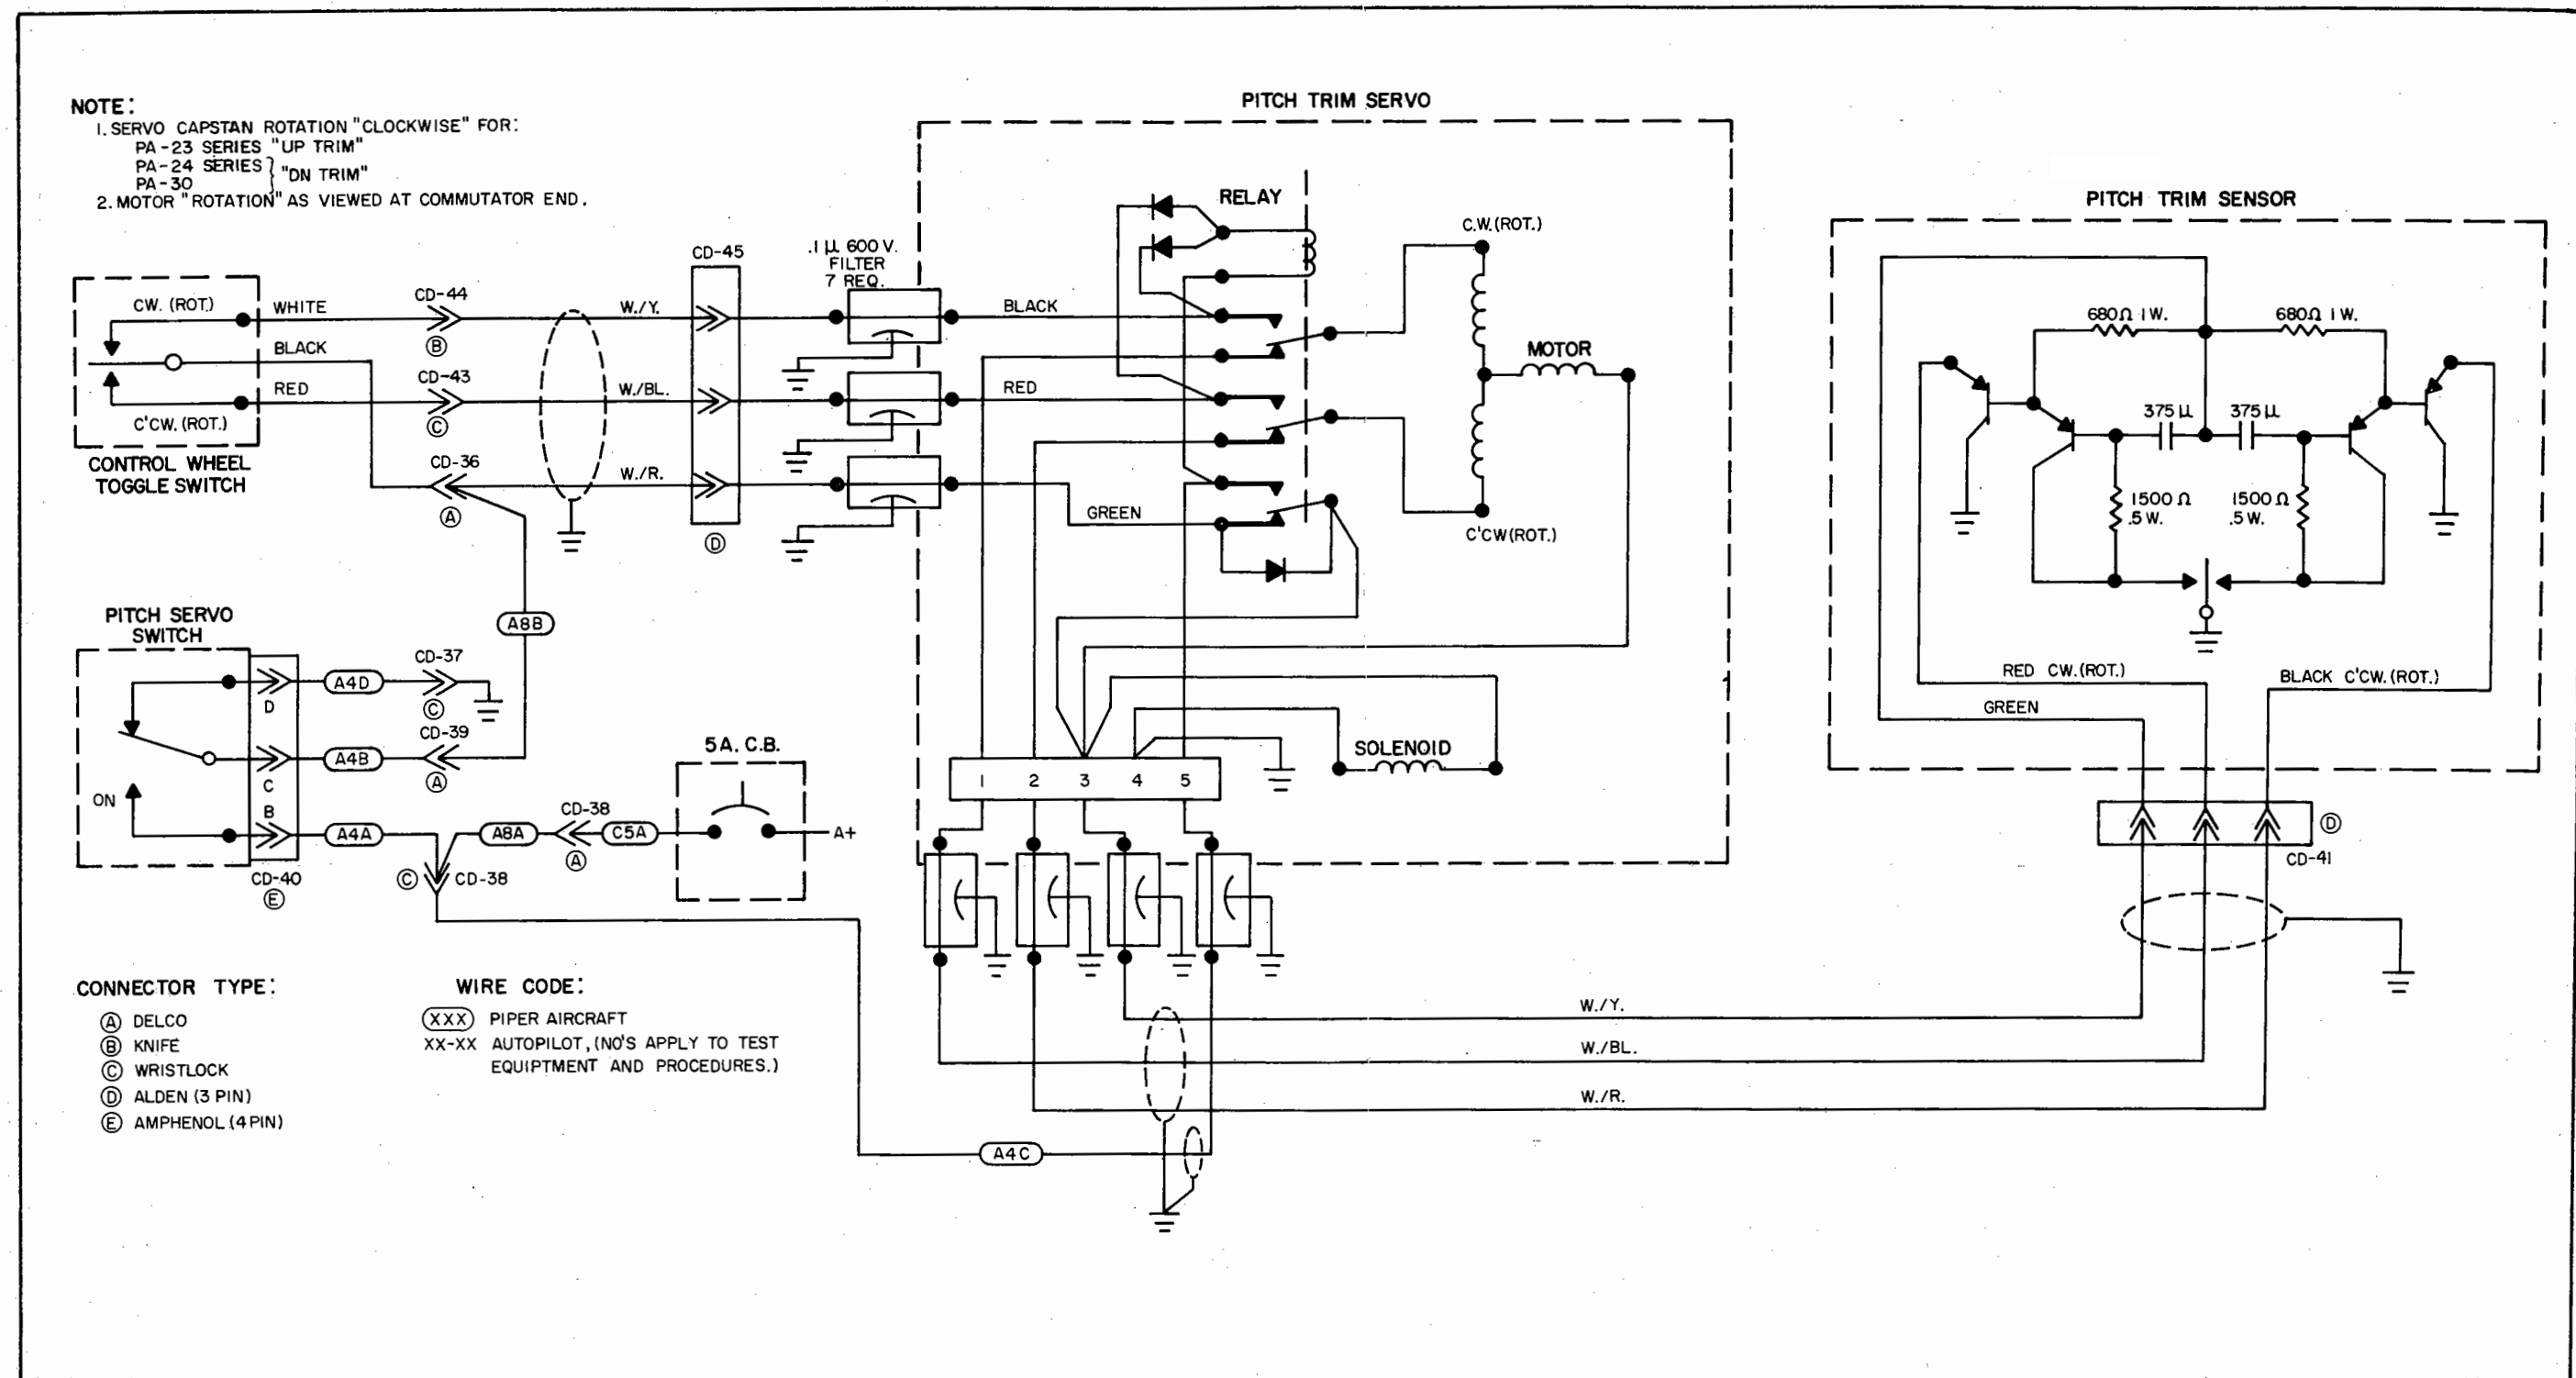 NOTE:
1. SERVO CAPSTAN ROTATION "CLOCKWISE" FOR:
PA-23 SERIES "UP TRIM"
PA-24 SERIES
PA-30
"DN TRIM"
2. MOTOR "ROTATION" AS VIEWED AT COMMUTATOR END.
CW. (ROT.)
C'CW. (ROT.)
CONTROL WHEEL
TOGGLE SWITCH
WHITE
BLACK
RED
CD-44
B
CD-43
C
CD-36
A
W./Y.
W./BL.
W./R.
CD-45
D
.1 µ 600 V.
FILTER
7 REQ.
PITCH TRIM SERVO
BLACK
RED
GREEN
RELAY
C.W. (ROT.)
MOTOR
C'CW (ROT.)
SOLENOID
1 2 3 4 5
PITCH SERVO
SWITCH
ON
D
C
B
CD-40
E
A4D
A4B
A4A
CD-37
C
CD-39
A
A8B
A8A
CD-38
A
C5A
C
CD-38
5A. C.B.
A+
PITCH TRIM SENSOR
680Ω 1 W.
680Ω 1 W.
375 µ
375 µ
1500 Ω
.5 W.
1500 Ω
.5 W.
RED CW. (ROT.)
BLACK C'CW. (ROT.)
GREEN
D
CD-41
W./Y.
W./BL.
W./R.
A4C
CONNECTOR TYPE:
A DELCO
B KNIFE
C WRISTLOCK
D ALDEN (3 PIN)
E AMPHENOL (4 PIN)
WIRE CODE:
XXX PIPER AIRCRAFT
XX-XX AUTOPILOT, (NO'S APPLY TO TEST
EQUIPTMENT AND PROCEDURES.)